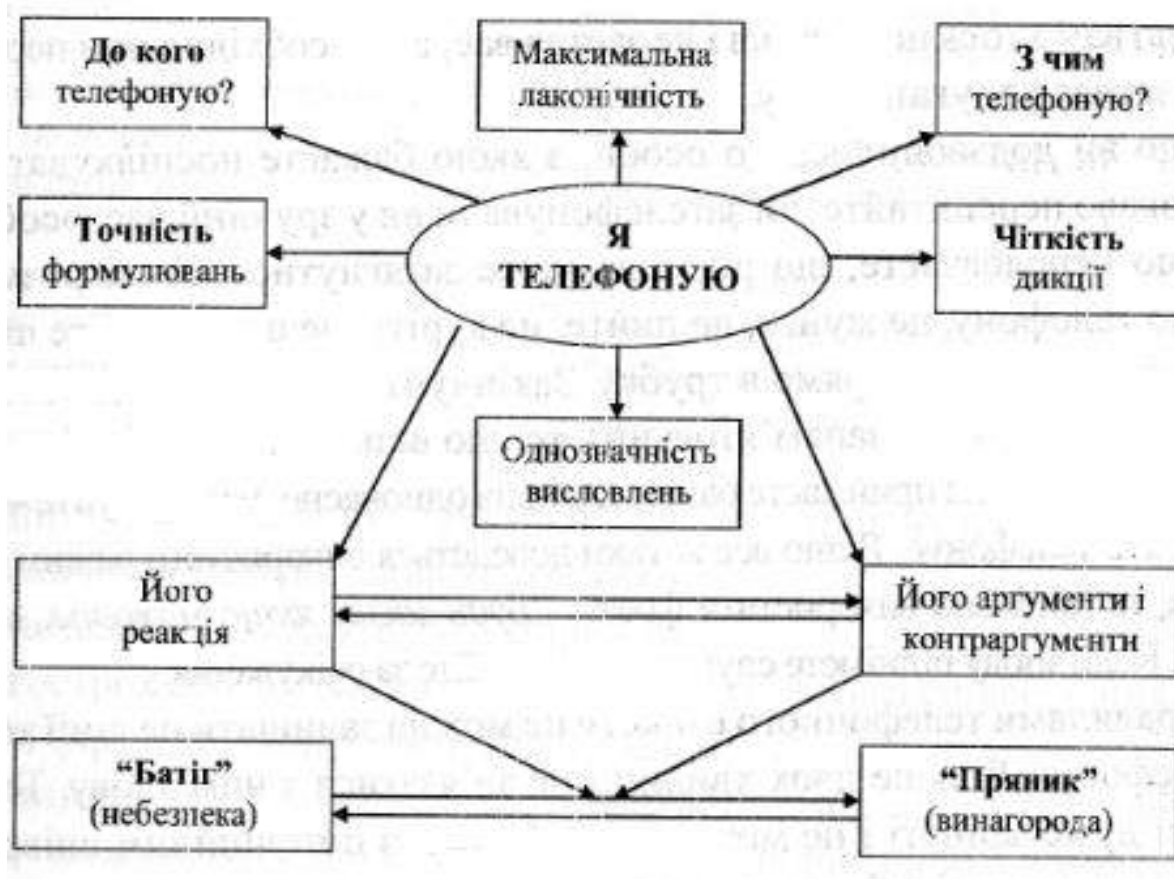 До кого
телефоную?
Максимальна
лаконічність
З чим
телефоную?
Точність
формулювань
Я
ТЕЛЕФОНУЮ
Чіткість
дикції
Однозначність
висловлень
Його
реакція
Його аргументи і
контраргументи
“Батіг”
(небезпека)
“Пряник”
(винагорода)